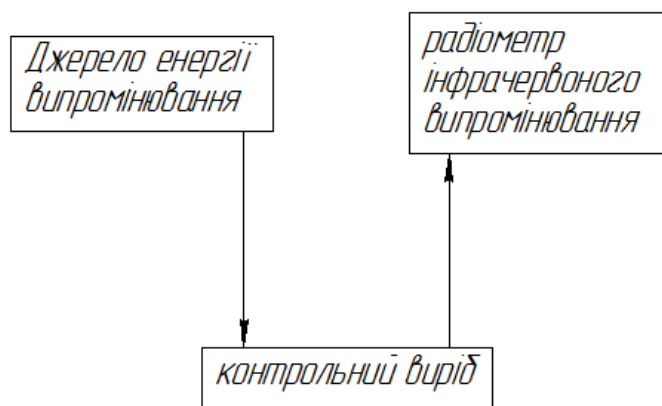 Джерело енергії
випромінювання
радіометр
інфрачервоного
випромінювання
контрольний виріб